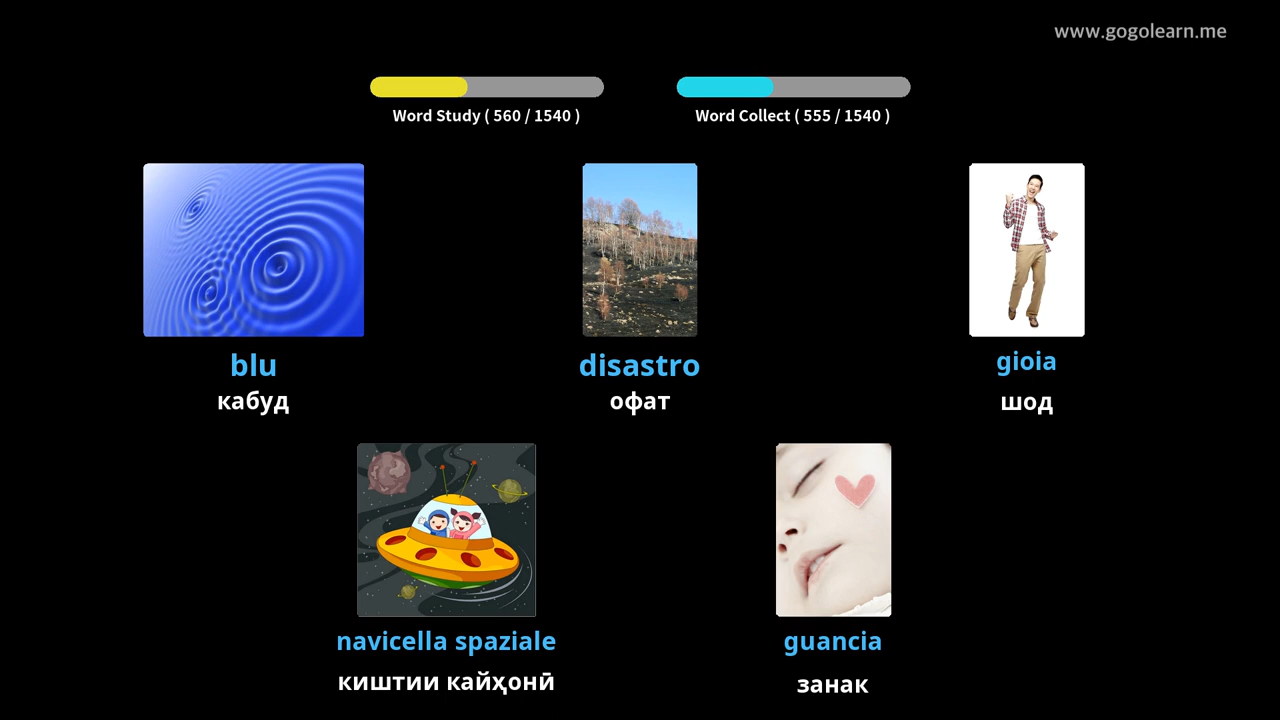 www.gogolearn.me
Word Study ( 560 / 1540 )
Word Collect ( 555 / 1540 )
blu
кабуд
disastro
офат
gioia
шод
navicella spaziale
киштии кайҳонӣ
guancia
занак